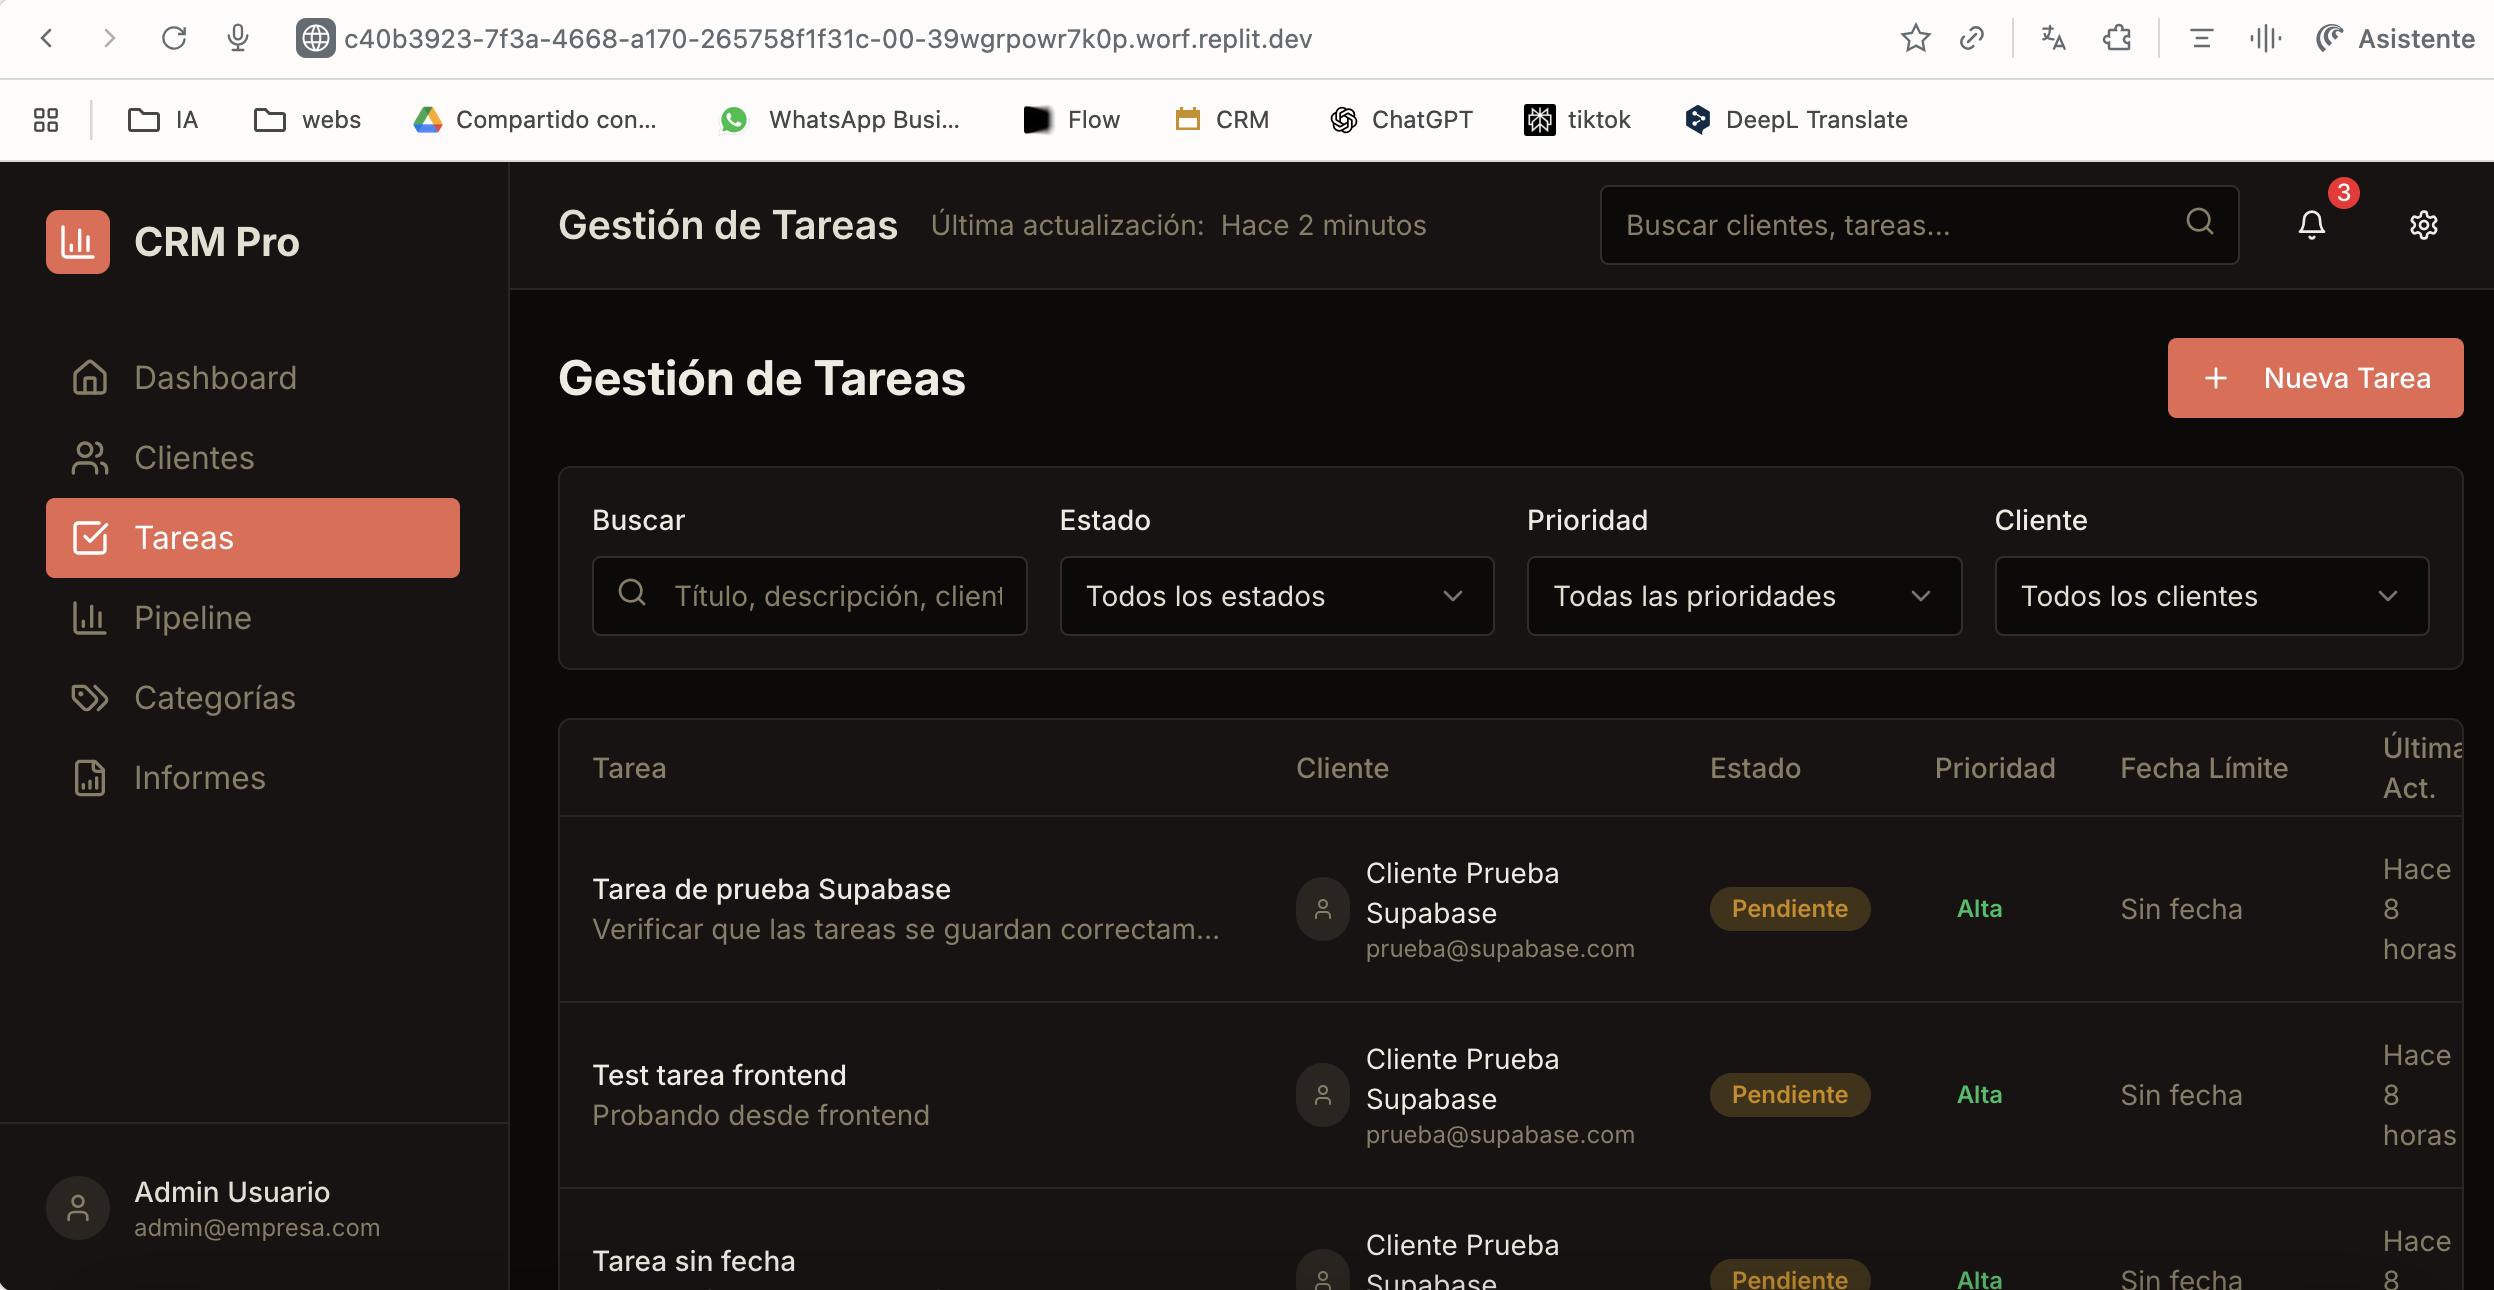 c40b3923-7f3a-4668-a170-265758f1f31c-00-39wgrpowr7k0p.worf.replit.dev
Asistente
IA
webs
Compartido con...
WhatsApp Busi...
Flow
CRM
ChatGPT
tiktok
DeepL Translate
CRM Pro
Dashboard
Clientes
Tareas
Pipeline
Categorías
Informes
Admin Usuario
admin@empresa.com
Gestión de Tareas
Última actualización: Hace 2 minutos
Buscar clientes, tareas...
3
Gestión de Tareas
Nueva Tarea
Buscar
Estado
Prioridad
Cliente
Título, descripción, client
Todos los estados
Todas las prioridades
Todos los clientes
Tarea
Cliente
Estado
Prioridad
Fecha Límite
Última
Act.
Tarea de prueba Supabase
Verificar que las tareas se guardan correctam...
Cliente Prueba
Supabase
prueba@supabase.com
Pendiente
Alta
Sin fecha
Hace
8
horas
Test tarea frontend
Probando desde frontend
Cliente Prueba
Supabase
prueba@supabase.com
Pendiente
Alta
Sin fecha
Hace
8
horas
Tarea sin fecha
Cliente Prueba
Supabase
Pendiente
Alta
Sin fecha
Hace
8